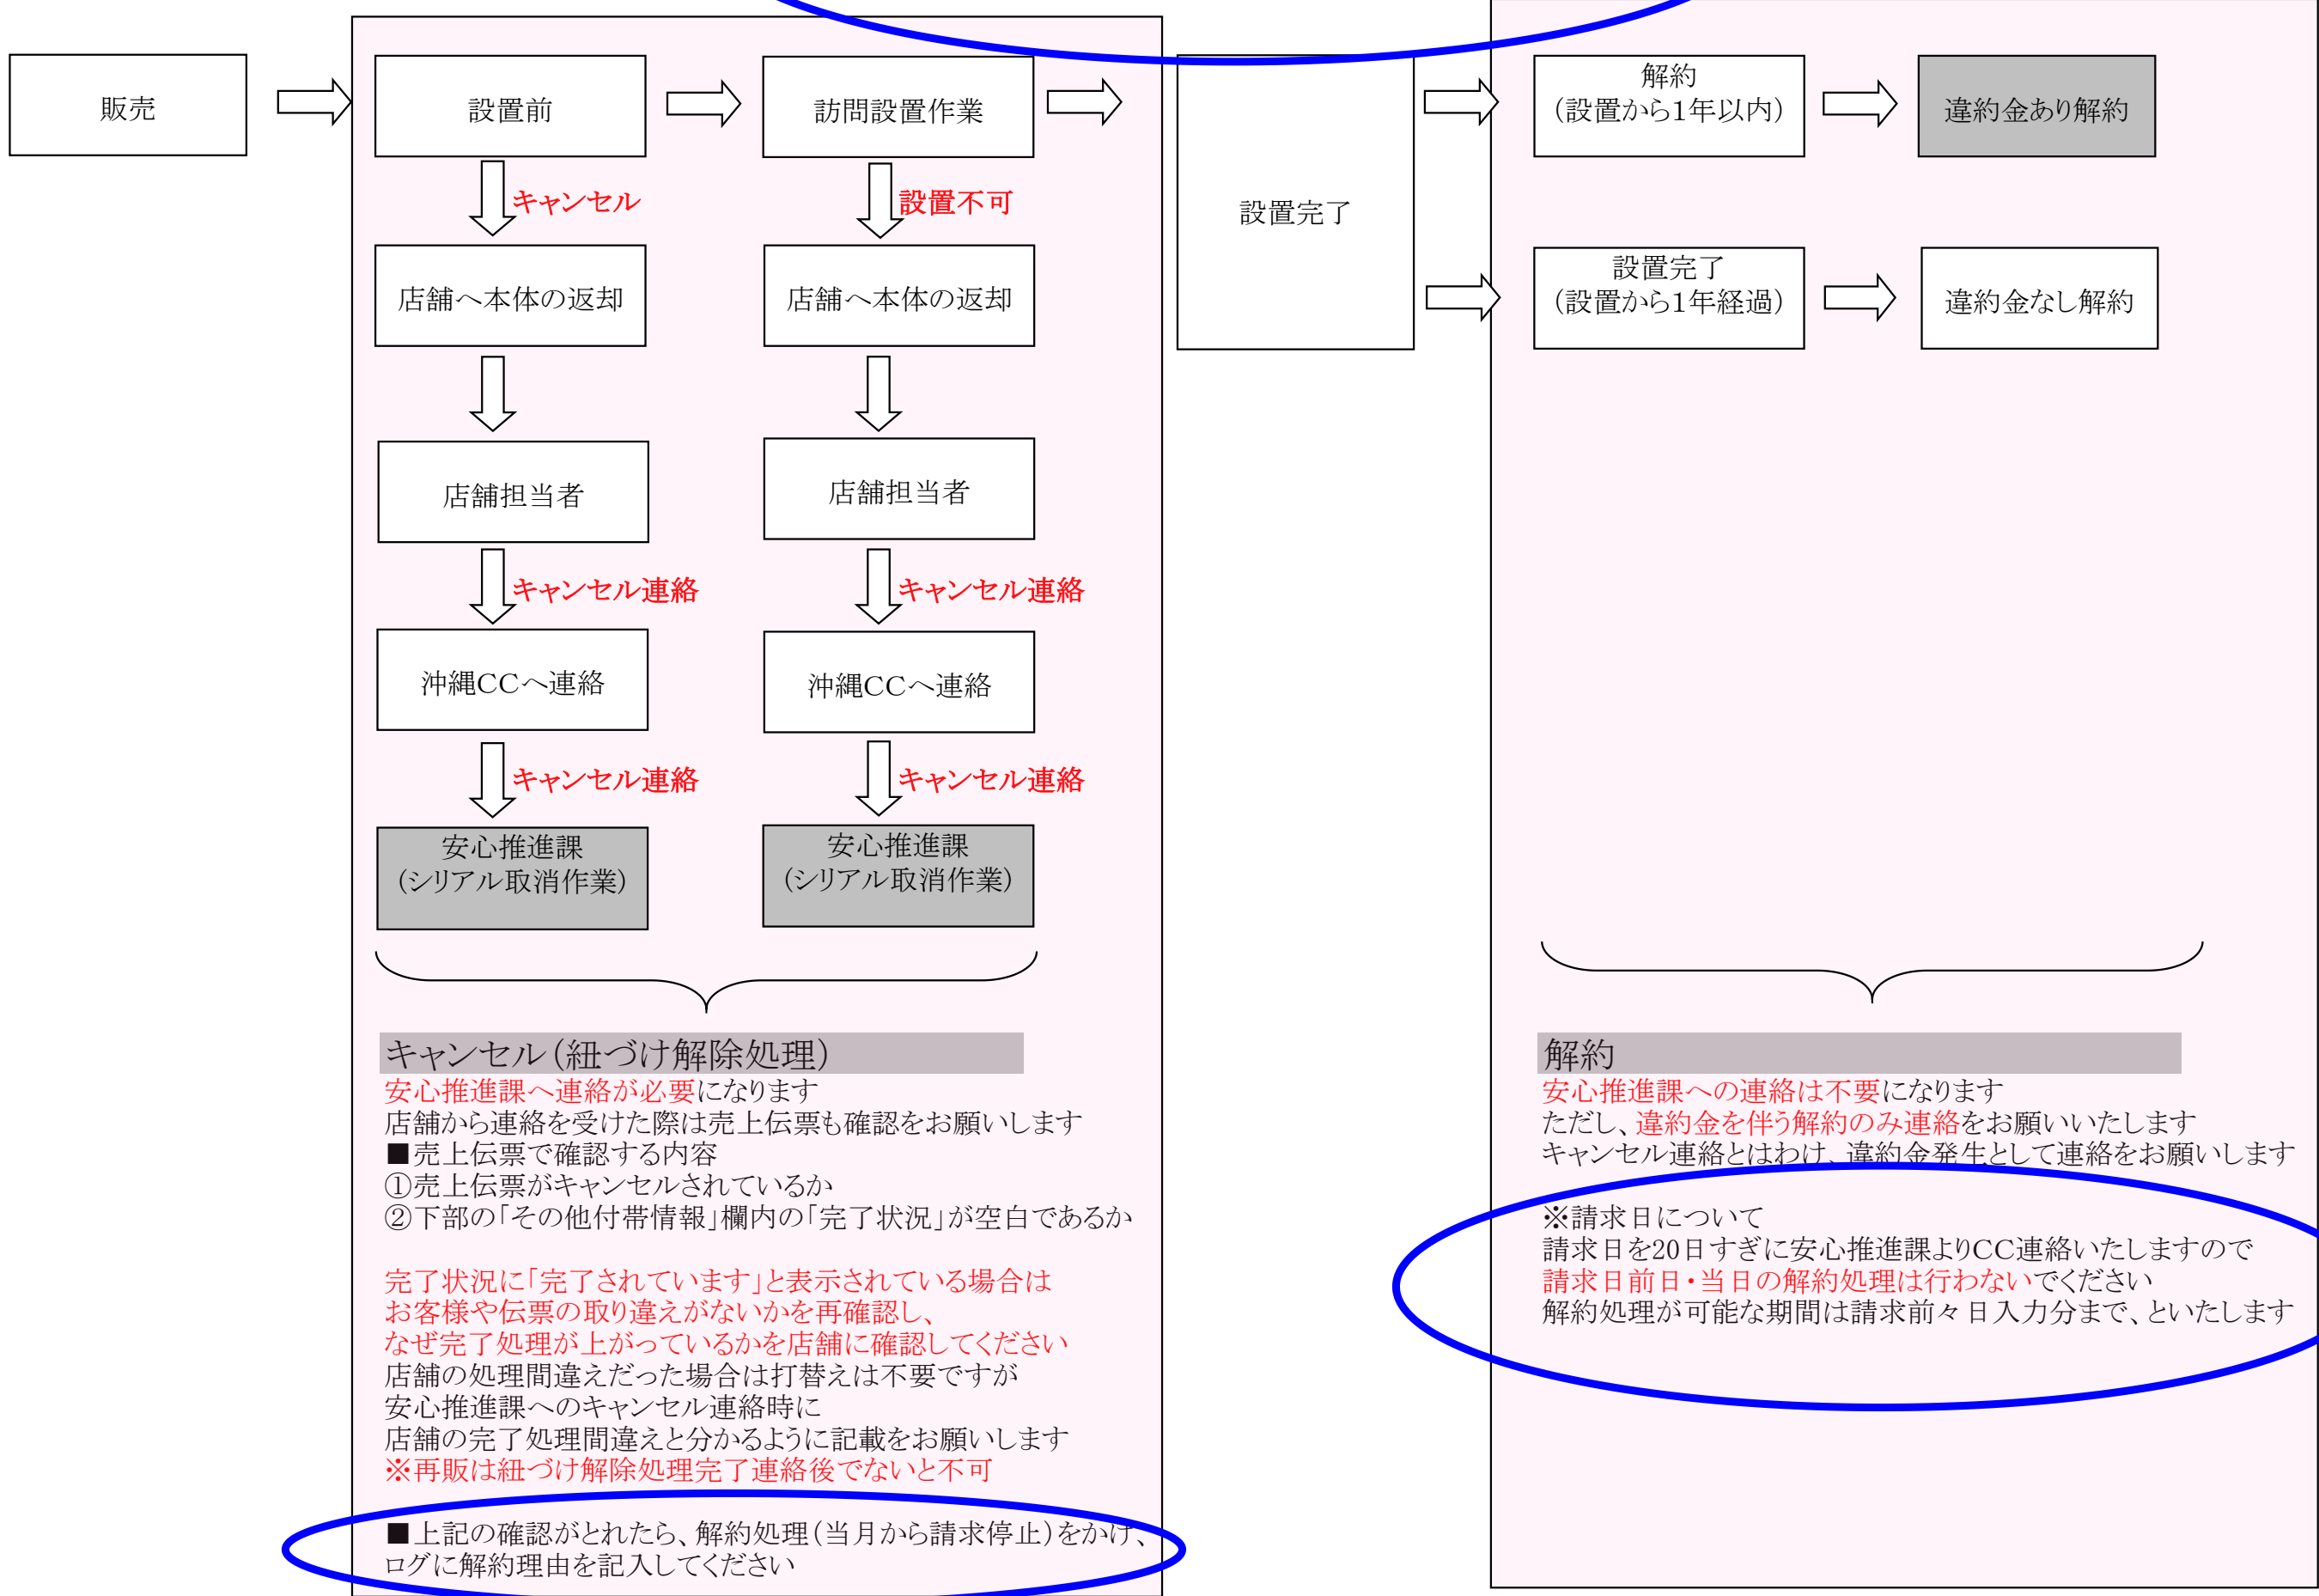 販売
設置前
訪問設置作業
設置完了
解約
（設置から1年以内）
違約金あり解約
キャンセル
設置不可
店舗へ本体の返却
店舗へ本体の返却
設置完了
（設置から1年経過）
違約金なし解約
店舗担当者
店舗担当者
キャンセル連絡
キャンセル連絡
沖縄CCへ連絡
沖縄CCへ連絡
キャンセル連絡
キャンセル連絡
安心推進課
（シリアル取消作業）
安心推進課
（シリアル取消作業）
キャンセル（紐づけ解除処理）
安心推進課へ連絡が必要になります
店舗から連絡を受けた際は売上伝票も確認をお願いします
■売上伝票で確認する内容
①売上伝票がキャンセルされているか
②下部の「その他付帯情報」欄内の「完了状況」が空白であるか
完了状況に「完了されています」と表示されている場合は
お客様や伝票の取り違えがないかを再確認し、
なぜ完了処理が上がっているかを店舗に確認してください
店舗の処理間違えだった場合は打替えは不要ですが
安心推進課へのキャンセル連絡時に
店舗の完了処理間違えと分かるように記載をお願いします
※再販は紐づけ解除処理完了連絡後でないと不可
■上記の確認がとれたら、解約処理（当月から請求停止）をかけ、
ログに解約理由を記入してください
解約
安心推進課への連絡は不要になります
ただし、違約金を伴う解約のみ連絡をお願いいたします
キャンセル連絡とはわけ、違約金発生として連絡をお願いします
※請求日について
請求日を20日すぎに安心推進課よりCC連絡いたしますので
請求日前日・当日の解約処理は行わないでください
解約処理が可能な期間は請求前々日入力分まで、といたします